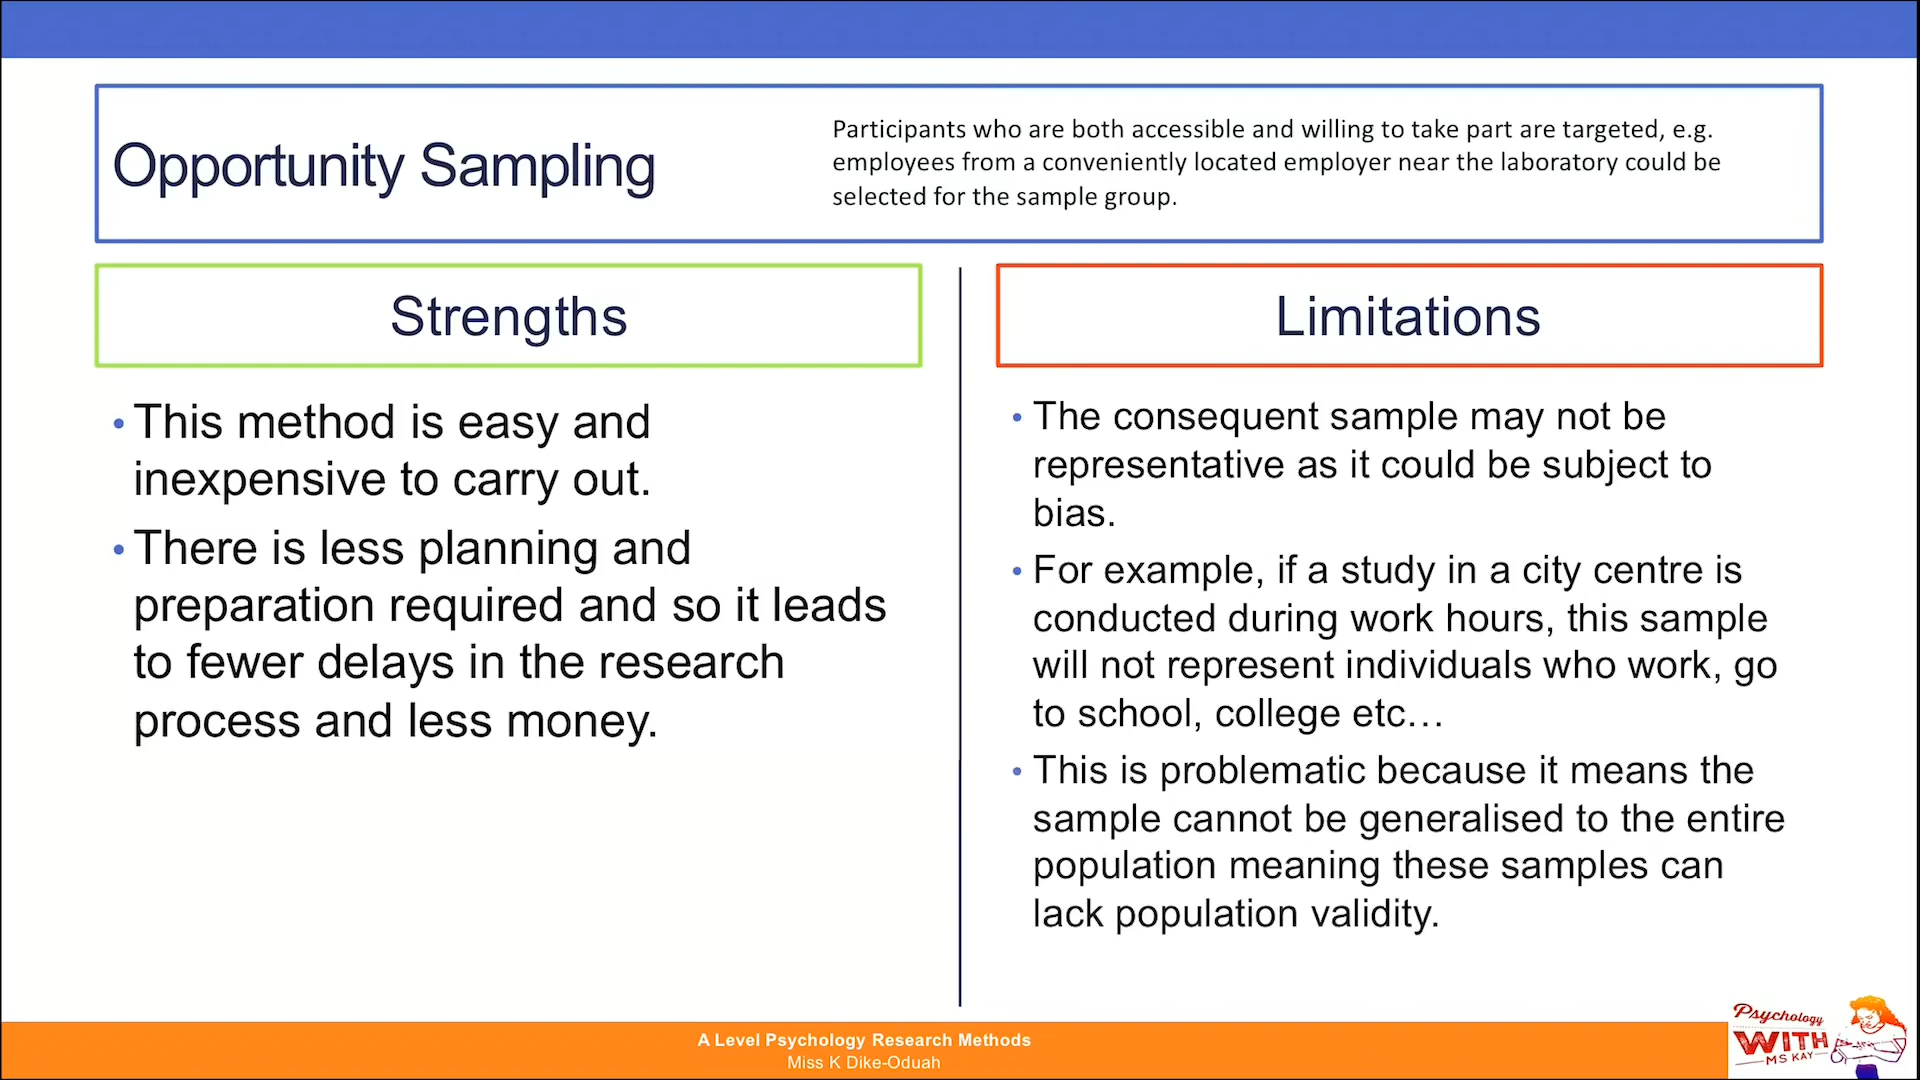 Opportunity Sampling
Participants who are both accessible and willing to take part are targeted, e.g.
employees from a conveniently located employer near the laboratory could be
selected for the sample group.
Strengths
• This method is easy and
inexpensive to carry out.
• There is less planning and
preparation required and so it leads
to fewer delays in the research
process and less money.
Limitations
• The consequent sample may not be
representative as it could be subject to
bias.
• For example, if a study in a city centre is
conducted during work hours, this sample
will not represent individuals who work, go
to school, college etc…
• This is problematic because it means the
sample cannot be generalised to the entire
population meaning these samples can
lack population validity.
A Level Psychology Research Methods
Miss K Dike-Oduah
Psychology
WITH
MS KAY